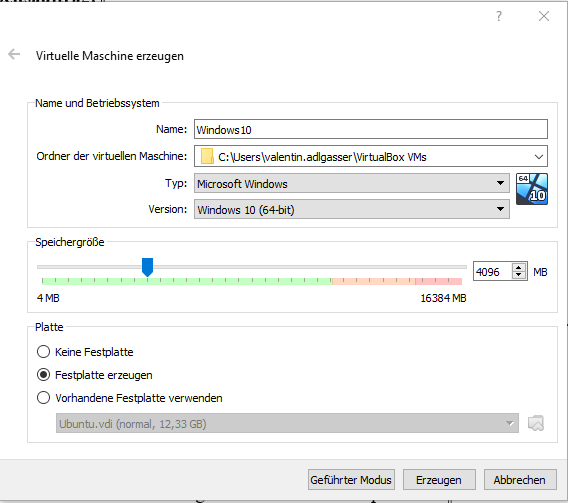 ?
Virtuelle Maschine erzeugen
Name und Betriebssystem
Name: Windows10
Ordner der virtuellen Maschine: C:\Users\valentin.adlgasser\VirtualBox VMs
Typ: Microsoft Windows
64
10
Version: Windows 10 (64-bit)
Speichergröße
4096 MB
4 MB 16384 MB
Platte
Keine Festplatte
Festplatte erzeugen
Vorhandene Festplatte verwenden
Ubuntu.vdi (normal, 12,33 GB)
Geführter Modus Erzeugen Abbrechen